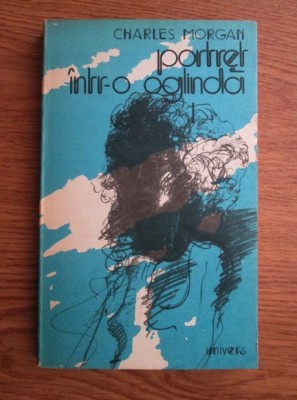 CHARLES MORGAN
portret
într-o oglindă
univers